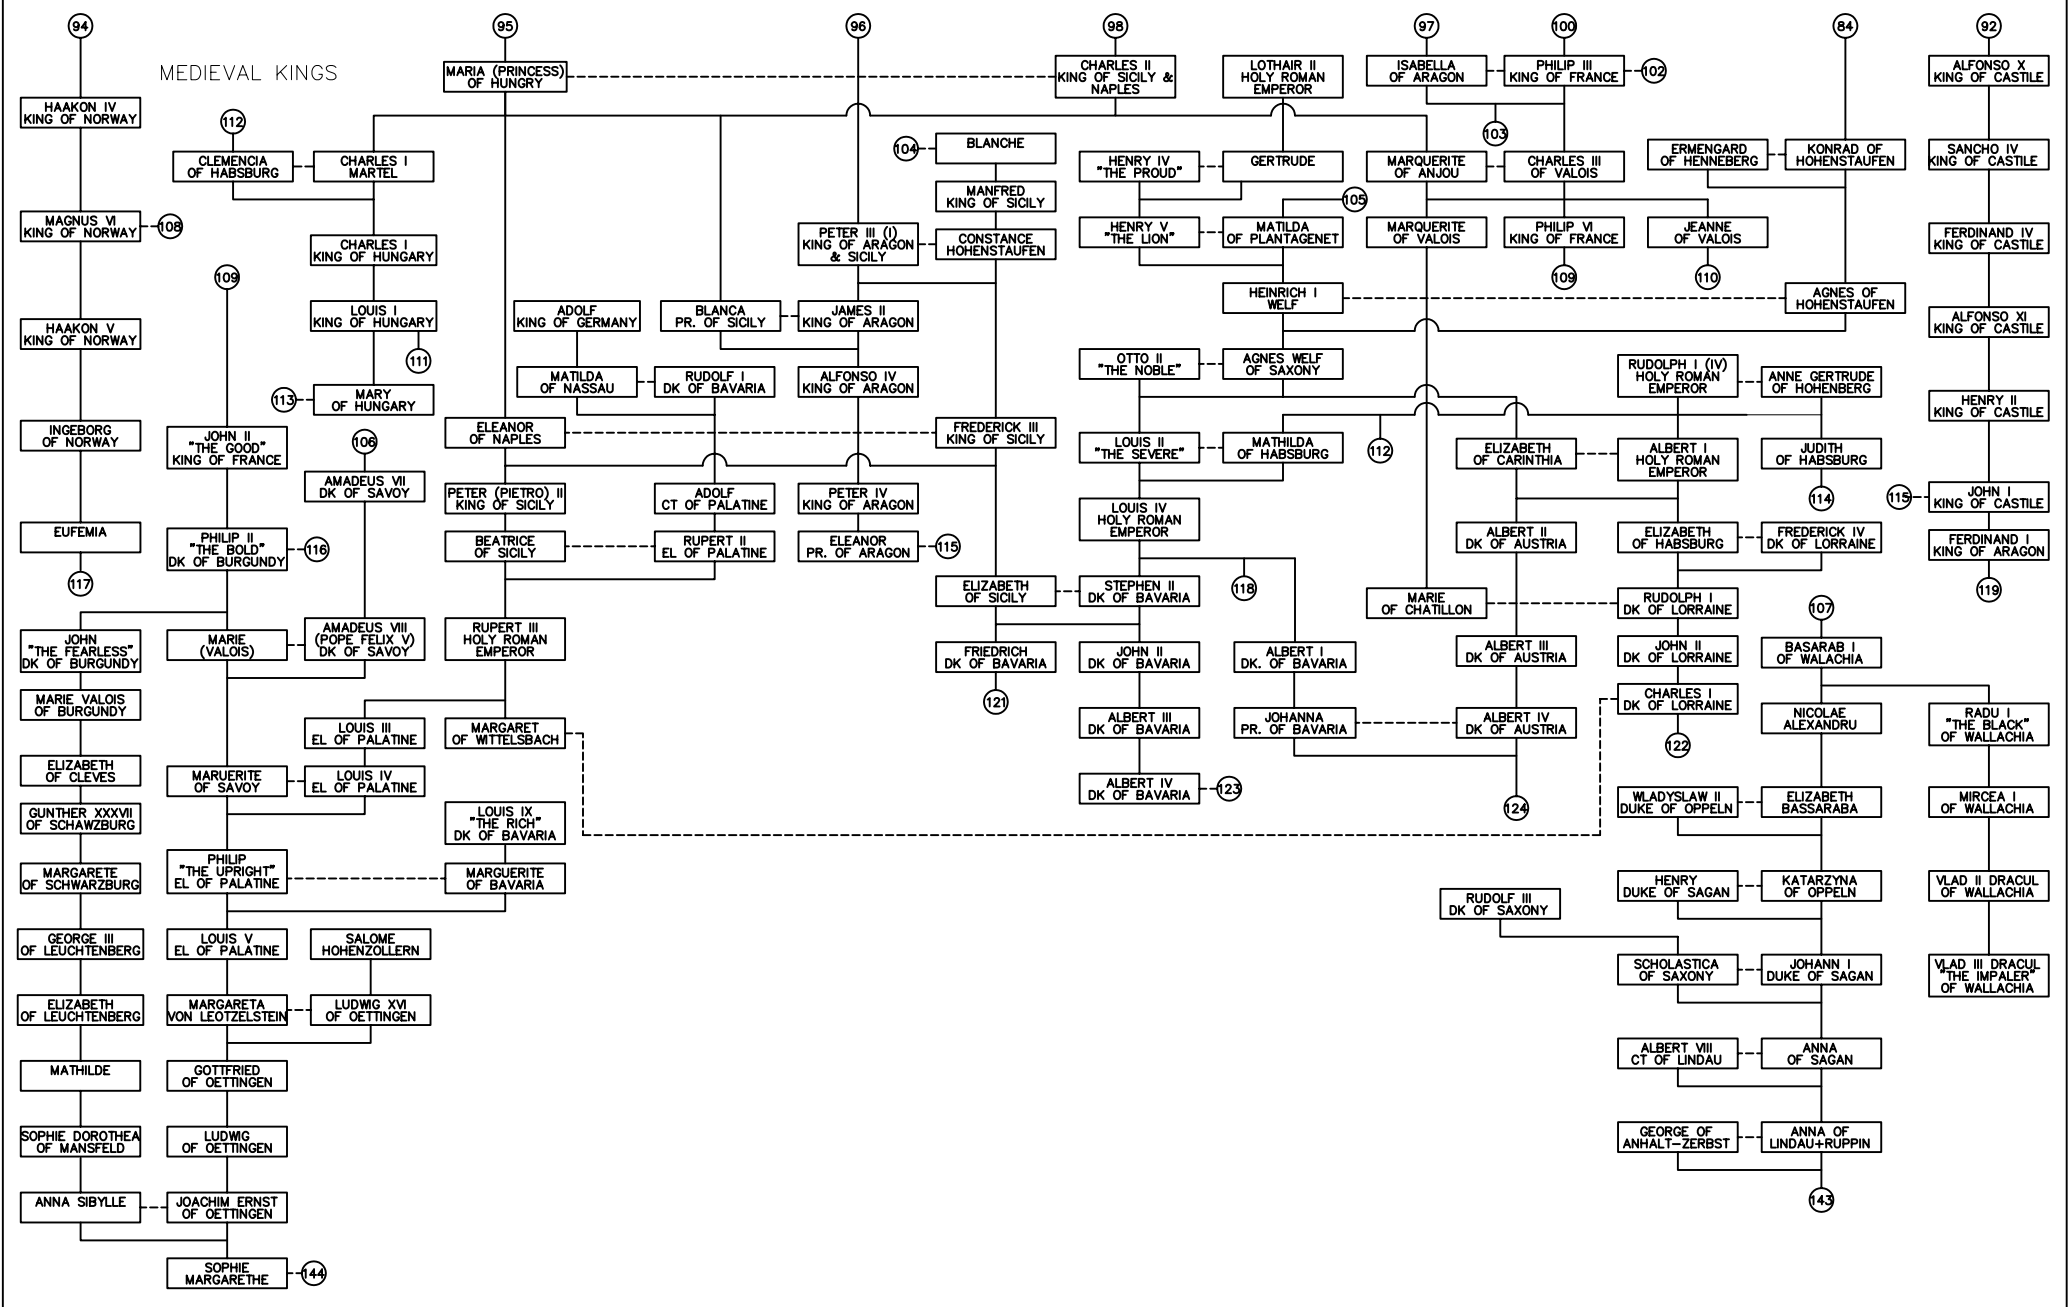 94
95
96
98
97
100
84
92
MEDIEVAL KINGS
MARIA (PRINCESS)
OF HUNGRY
CHARLES II
KING OF SICILY &
NAPLES
LOTHAIR II
HOLY ROMAN
EMPEROR
ISABELLA
OF ARAGON
PHILIP III
KING OF FRANCE
102
ALFONSO X
KING OF CASTILE
HAAKON IV
KING OF NORWAY
112
103
104
BLANCHE
CLEMENCIA
OF HABSBURG
CHARLES I
MARTEL
HENRY IV
"THE PROUD"
GERTRUDE
MARQUERITE
OF ANJOU
CHARLES III
OF VALOIS
ERMENGARD
OF HENNEBERG
KONRAD OF
HOHENSTAUFEN
SANCHO IV
KING OF CASTILE
MANFRED
KING OF SICILY
105
MAGNUS VI
KING OF NORWAY
108
CHARLES I
KING OF HUNGARY
PETER III (I)
KING OF ARAGON
& SICILY
CONSTANCE
HOHENSTAUFEN
HENRY V
"THE LION"
MATILDA
OF PLANTAGENET
MARQUERITE
OF VALOIS
PHILIP VI
KING OF FRANCE
JEANNE
OF VALOIS
FERDINAND IV
KING OF CASTILE
109
109
110
HAAKON V
KING OF NORWAY
LOUIS I
KING OF HUNGARY
ADOLF
KING OF GERMANY
BLANCA
PR. OF SICILY
JAMES II
KING OF ARAGON
HEINRICH I
WELF
AGNES OF
HOHENSTAUFEN
ALFONSO XI
KING OF CASTILE
111
113
MARY
OF HUNGARY
MATILDA
OF NASSAU
RUDOLF I
DK OF BAVARIA
ALFONSO IV
KING OF ARAGON
OTTO II
"THE NOBLE"
AGNES WELF
OF SAXONY
RUDOLPH I (IV)
HOLY ROMAN
EMPEROR
ANNE GERTRUDE
OF HOHENBERG
HENRY II
KING OF CASTILE
INGEBORG
OF NORWAY
JOHN II
"THE GOOD"
KING OF FRANCE
106
ELEANOR
OF NAPLES
FREDERICK III
KING OF SICILY
LOUIS II
"THE SEVERE"
MATHILDA
OF HABSBURG
112
ELIZABETH
OF CARINTHIA
ALBERT I
HOLY ROMAN
EMPEROR
JUDITH
OF HABSBURG
AMADEUS VII
DK OF SAVOY
PETER (PIETRO) II
KING OF SICILY
ADOLF
CT OF PALATINE
PETER IV
KING OF ARAGON
LOUIS IV
HOLY ROMAN
EMPEROR
114
115
JOHN I
KING OF CASTILE
EUFEMIA
PHILIP II
"THE BOLD"
DK OF BURGUNDY
116
BEATRICE
OF SICILY
RUPERT II
EL OF PALATINE
ELEANOR
PR. OF ARAGON
115
ALBERT II
DK OF AUSTRIA
ELIZABETH
OF HABSBURG
FREDERICK IV
DK OF LORRAINE
FERDINAND I
KING OF ARAGON
117
ELIZABETH
OF SICILY
STEPHEN II
DK OF BAVARIA
118
MARIE
OF CHATILLON
RUDOLPH I
DK OF LORRAINE
107
119
JOHN
"THE FEARLESS"
DK OF BURGUNDY
MARIE
(VALOIS)
AMADEUS VIII
(POPE FELIX V)
DK OF SAVOY
RUPERT III
HOLY ROMAN
EMPEROR
FRIEDRICH
DK OF BAVARIA
JOHN II
DK OF BAVARIA
ALBERT I
DK. OF BAVARIA
ALBERT III
DK OF AUSTRIA
JOHN II
DK OF LORRAINE
BASARAB I
OF WALACHIA
MARIE VALOIS
OF BURGUNDY
121
CHARLES I
DK OF LORRAINE
LOUIS III
EL OF PALATINE
MARGARET
OF WITTELSBACH
ALBERT III
DK OF BAVARIA
JOHANNA
PR. OF BAVARIA
ALBERT IV
DK OF AUSTRIA
122
NICOLAE
ALEXANDRU
RADU I
"THE BLACK"
OF WALLACHIA
ELIZABETH
OF CLEVES
MARUERITE
OF SAVOY
LOUIS IV
EL OF PALATINE
ALBERT IV
DK OF BAVARIA
123
124
WLADYSLAW II
DUKE OF OPPELN
ELIZABETH
BASSARABA
MIRCEA I
OF WALLACHIA
GUNTHER XXXVII
OF SCHAWZBURG
LOUIS IX
"THE RICH"
DK OF BAVARIA
MARGARETE
OF SCHWARZBURG
PHILIP
"THE UPRIGHT"
EL OF PALATINE
MARGUERITE
OF BAVARIA
RUDOLF III
DK OF SAXONY
HENRY
DUKE OF SAGAN
KATARZYNA
OF OPPELN
VLAD II DRACUL
OF WALLACHIA
GEORGE III
OF LEUCHTENBERG
LOUIS V
EL OF PALATINE
SALOME
HOHENZOLLERN
SCHOLASTICA
OF SAXONY
JOHANN I
DUKE OF SAGAN
VLAD III DRACUL
"THE IMPALER"
OF WALLACHIA
ELIZABETH
OF LEUCHTENBERG
MARGARETA
VON LEOTZELSTEIN
LUDWIG XVI
OF OETTINGEN
MATHILDE
GOTTFRIED
OF OETTINGEN
ALBERT VIII
CT OF LINDAU
ANNA
OF SAGAN
SOPHIE DOROTHEA
OF MANSFELD
LUDWIG
OF OETTINGEN
GEORGE OF
ANHALT-ZERBST
ANNA OF
LINDAU+RUPPIN
ANNA SIBYLLE
JOACHIM ERNST
OF OETTINGEN
143
SOPHIE
MARGARETHE
144